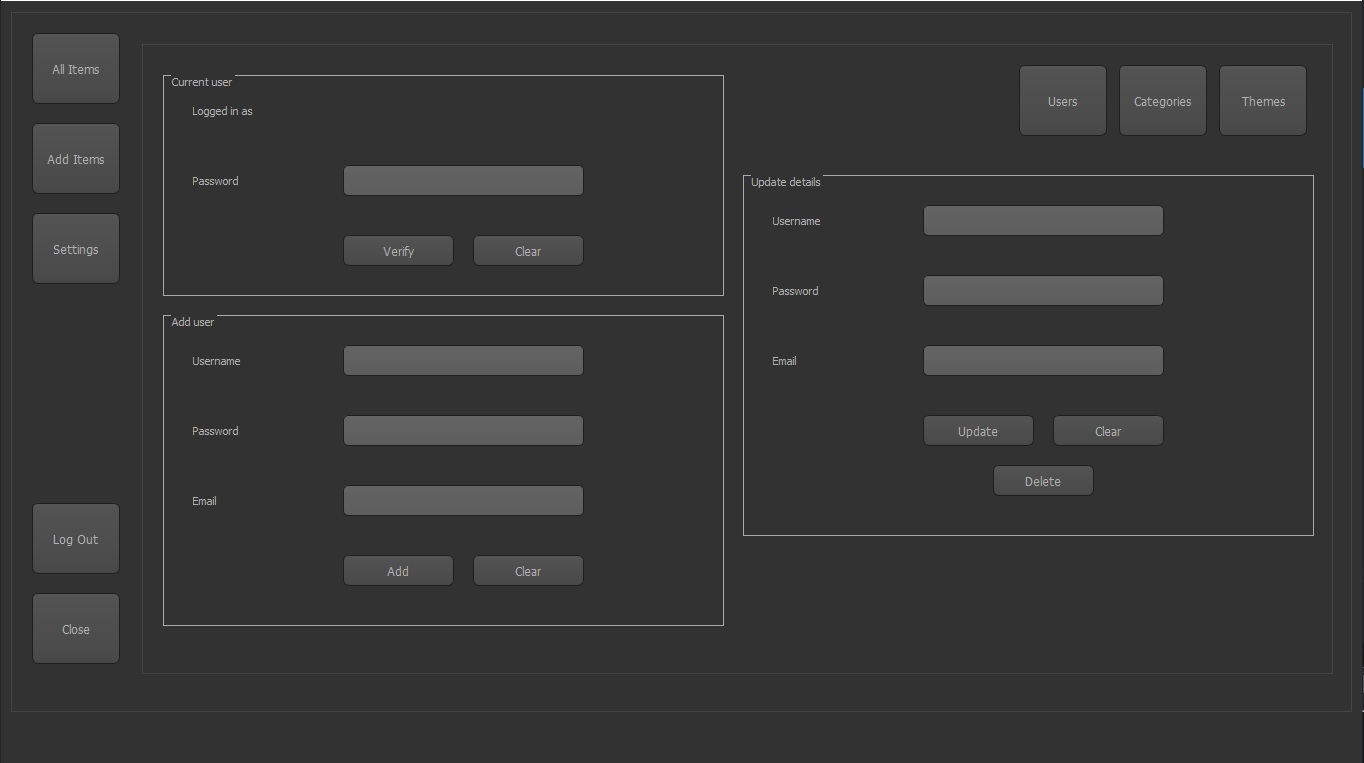 All Items
Add Items
Settings
Log Out
Close
Current user
Logged in as
Password
Verify Clear
Add user
Username
Password
Email
Add Clear
Users Categories Themes
Update details
Username
Password
Email
Update Clear
Delete